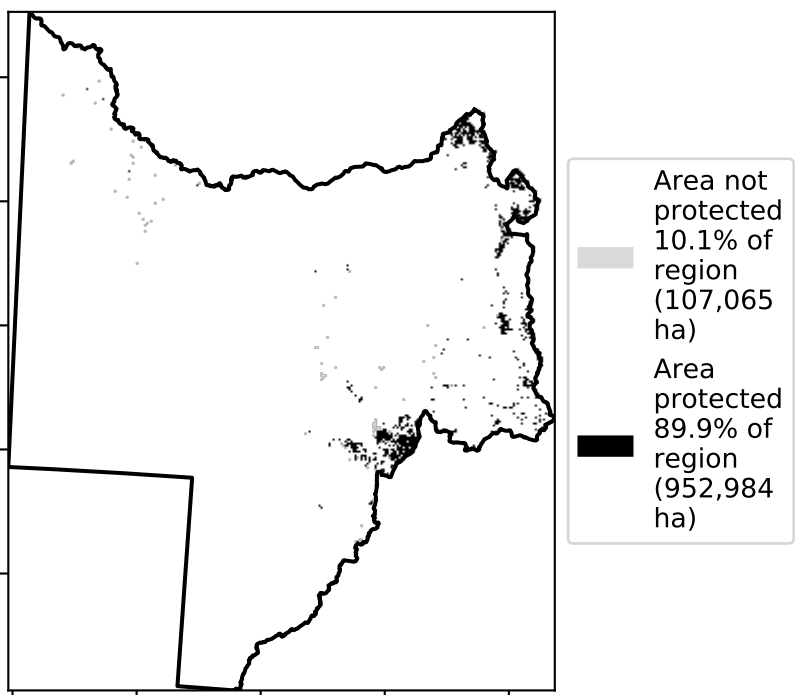 Area not
protected
10.1% of
region
(107,065
ha)
Area
protected
89.9% of
region
(952,984
ha)